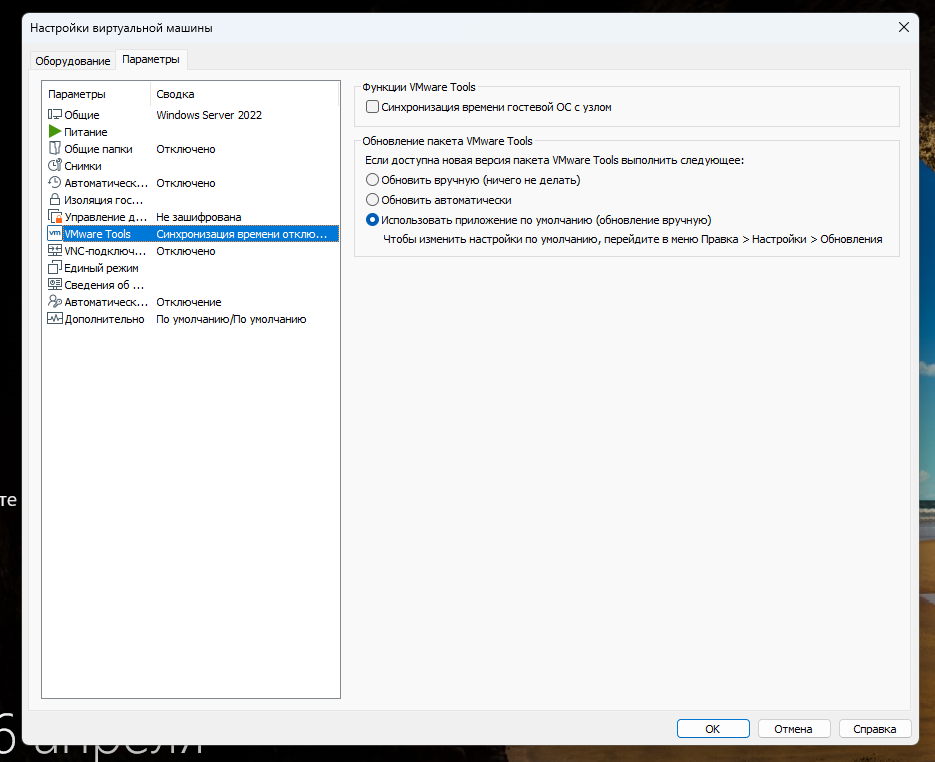 Настройки виртуальной машины
Оборудование Параметры
Параметры Сводка
Общие Windows Server 2022
Питание
Общие папки Отключено
Снимки
Автоматическ... Отключено
Изоляция гос...
Управление д... Не зашифрована
vm VMware Tools Синхронизация времени отклю...
VNC-подключ... Отключено
Единый режим
Сведения об ...
Автоматическ... Отключение
Дополнительно По умолчанию/По умолчанию
Функции VMware Tools
Синхронизация времени гостевой ОС с узлом
Обновление пакета VMware Tools
Если доступна новая версия пакета VMware Tools выполнить следующее:
Обновить вручную (ничего не делать)
Обновить автоматически
Использовать приложение по умолчанию (обновление вручную)
Чтобы изменить настройки по умолчанию, перейдите в меню Правка > Настройки > Обновления
те
6 апреля
ОК Отмена Справка